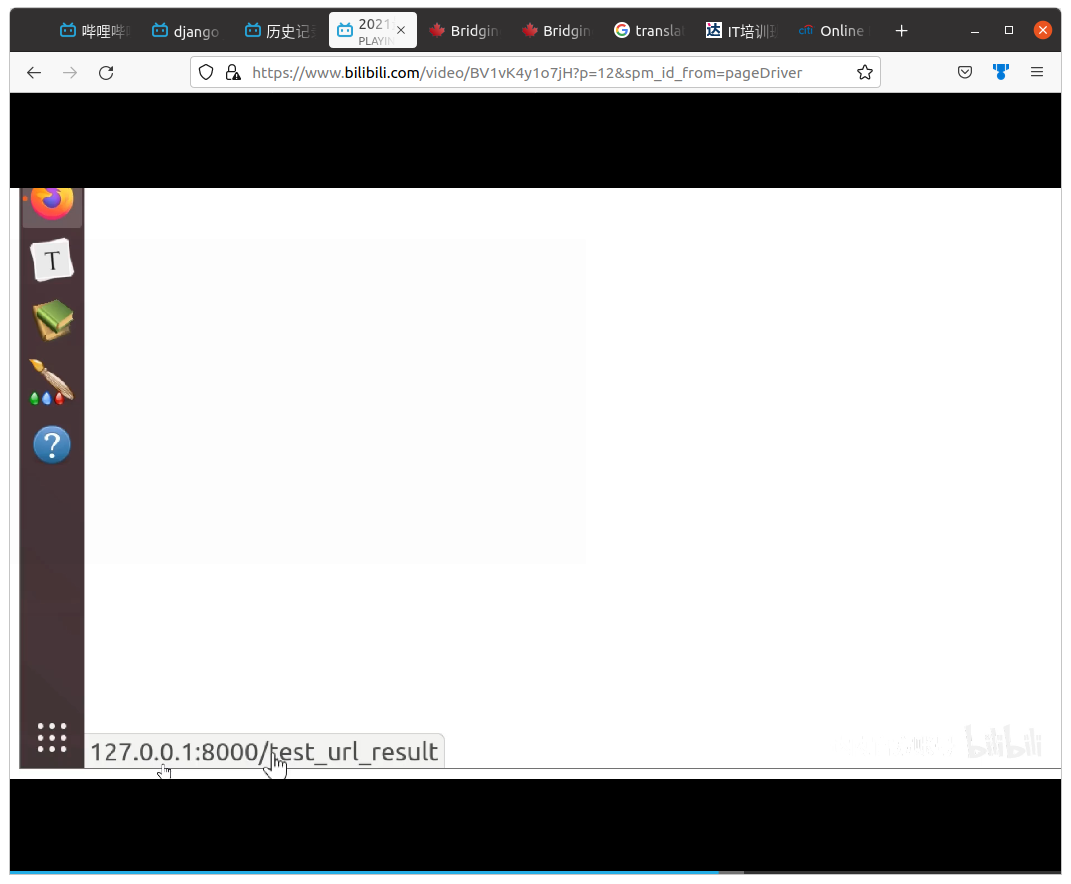 哔哩哔
django
历史记
2021
PLAYIN
Bridgin
Bridgin
translat
IT培训
citi Online
https://www.bilibili.com/video/BV1vK4y1o7jH?p=12&spm_id_from=pageDriver
T
?
127.0.0.1:8000/test_url_result
bilibili